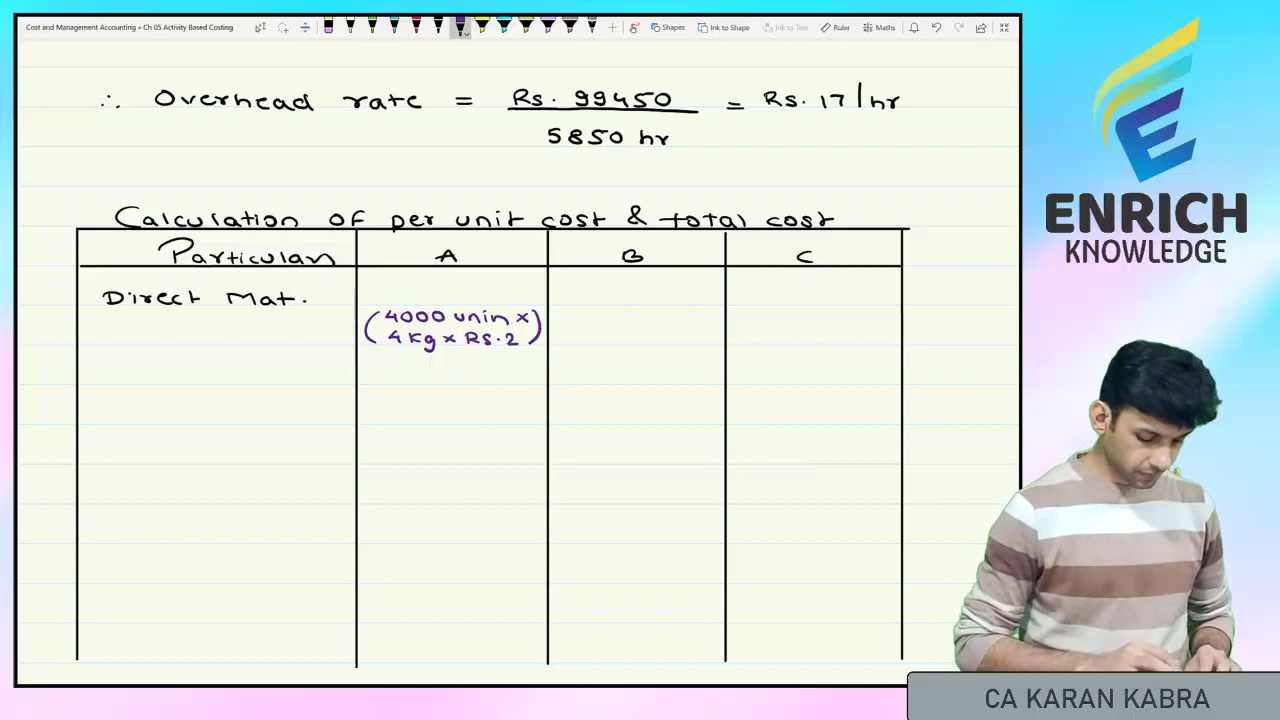 Cost and Management Accounting » Ch 05 Activity Based Costing
Shapes
Ink to Shape
Ink to Text
Ruler
Maths
∴ Overhead rate = Rs. 99450 / 5850 hr = Rs. 17/hr
Calculation of per unit cost & total cost
Particulars A B C
Direct Mat.
(4000 units ×
4 Kg × Rs. 2)
ENRICH
KNOWLEDGE
CA KARAN KABRA